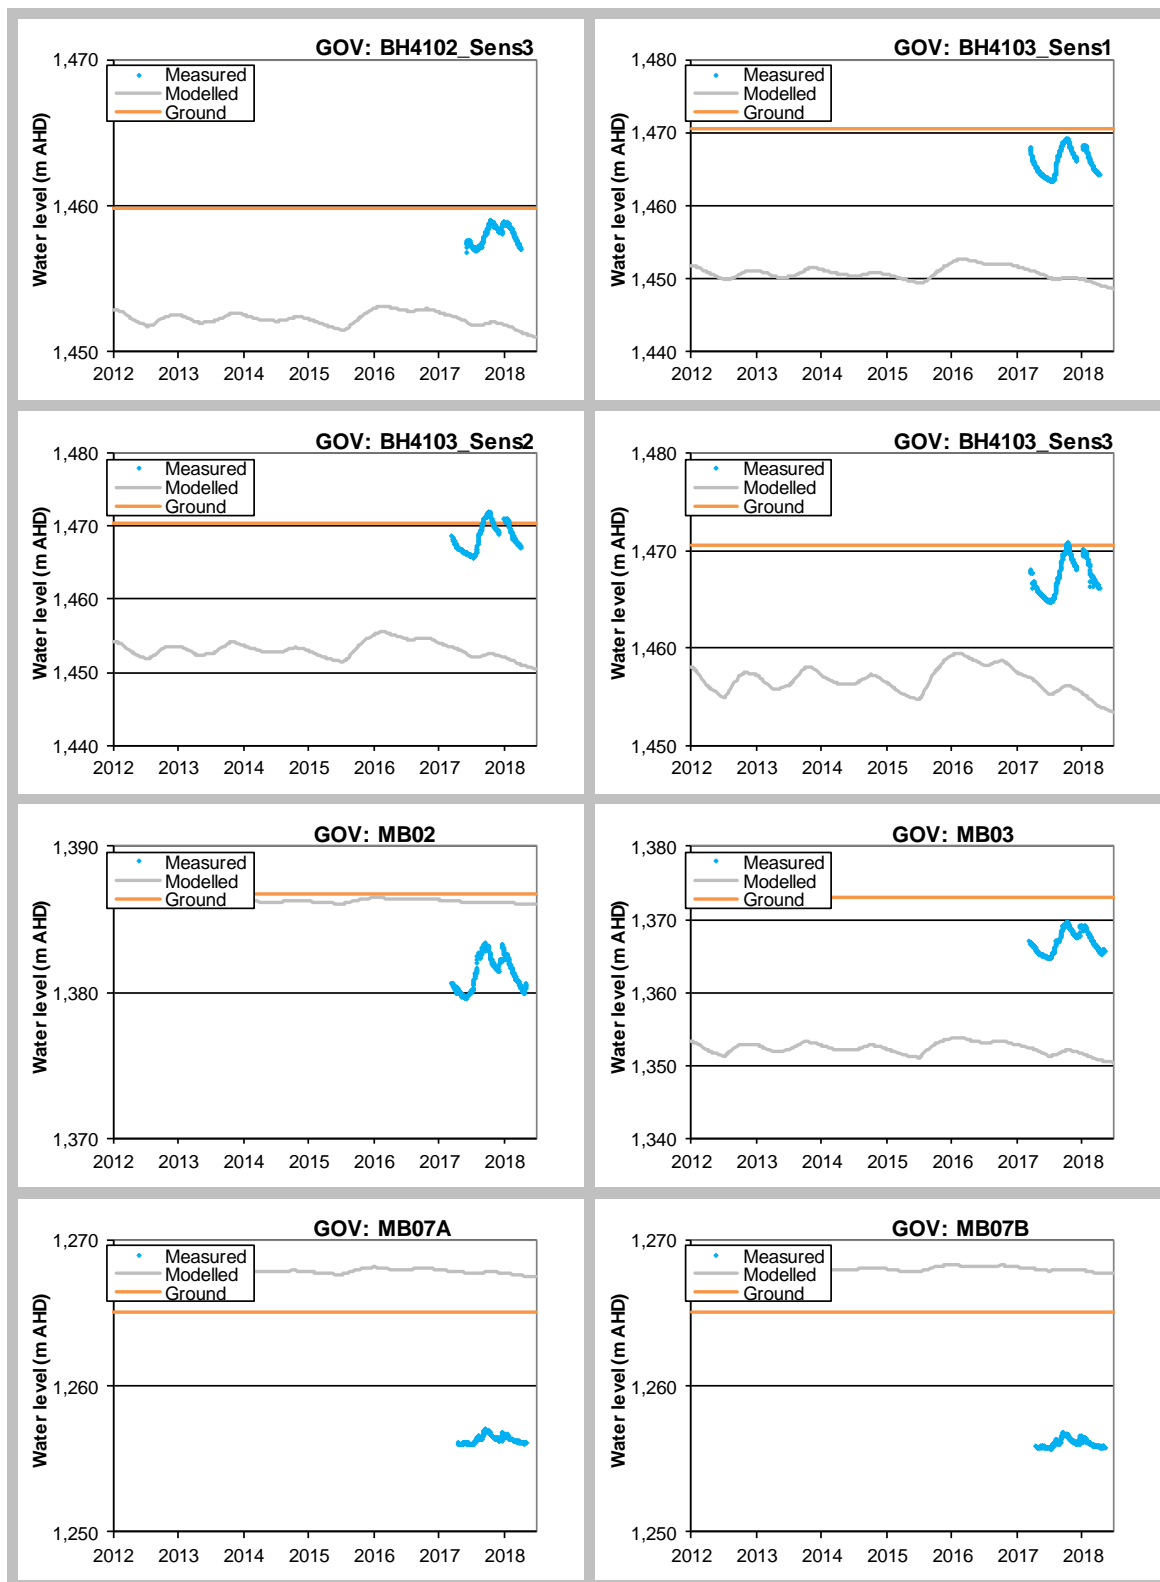 GOV: BH4102_Sens3
Water level (m AHD)
1,470
1,460
1,450
Measured
Modelled
Ground
2012 2013 2014 2015 2016 2017 2018
GOV: BH4103_Sens1
Water level (m AHD)
1,480
1,470
1,460
1,450
1,440
Measured
Modelled
Ground
2012 2013 2014 2015 2016 2017 2018
GOV: BH4103_Sens2
Water level (m AHD)
1,480
1,470
1,460
1,450
1,440
Measured
Modelled
Ground
2012 2013 2014 2015 2016 2017 2018
GOV: BH4103_Sens3
Water level (m AHD)
1,480
1,470
1,460
1,450
Measured
Modelled
Ground
2012 2013 2014 2015 2016 2017 2018
GOV: MB02
Water level (m AHD)
1,390
1,380
1,370
Measured
Modelled
Ground
2012 2013 2014 2015 2016 2017 2018
GOV: MB03
Water level (m AHD)
1,380
1,370
1,360
1,350
1,340
Measured
Modelled
Ground
2012 2013 2014 2015 2016 2017 2018
GOV: MB07A
Water level (m AHD)
1,270
1,260
1,250
Measured
Modelled
Ground
2012 2013 2014 2015 2016 2017 2018
GOV: MB07B
Water level (m AHD)
1,270
1,260
1,250
Measured
Modelled
Ground
2012 2013 2014 2015 2016 2017 2018